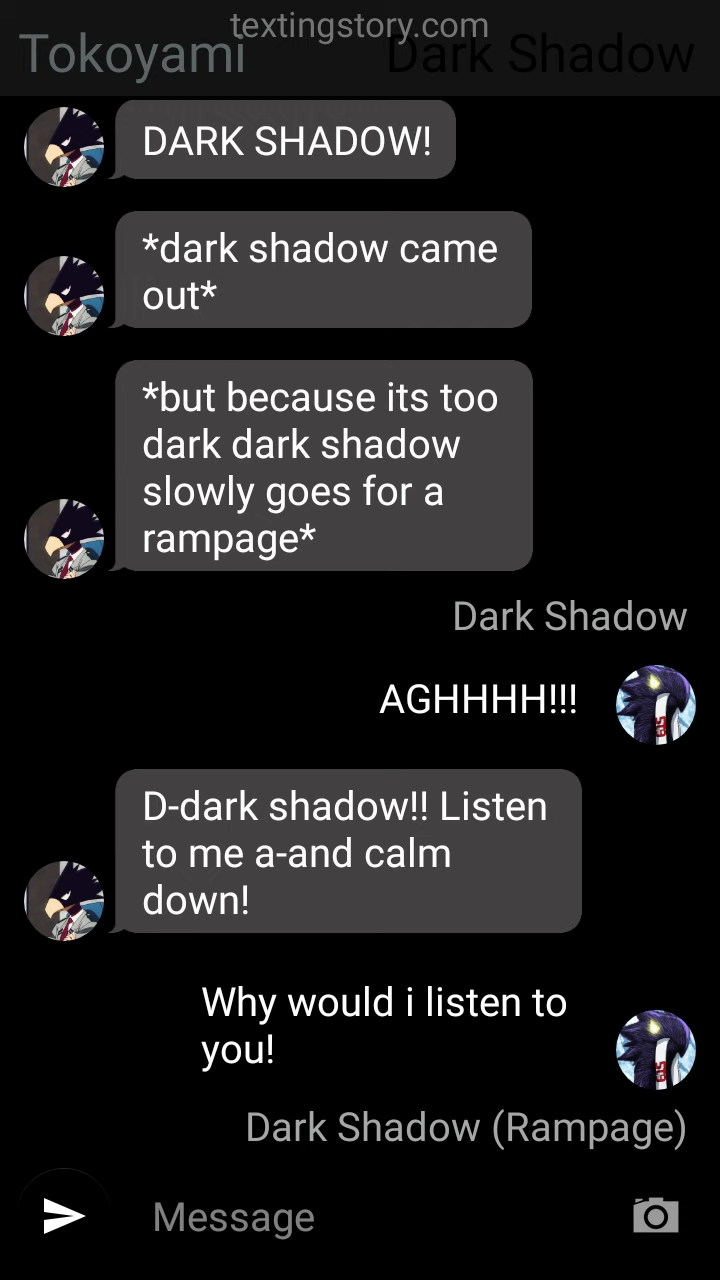 textingstory.com
Tokoyami
Dark Shadow
DARK SHADOW!
*dark shadow came
out*
*but because its too
dark dark shadow
slowly goes for a
rampage*
Dark Shadow
AGHHHH!!!
D-dark shadow!! Listen
to me a-and calm
down!
Why would i listen to
you!
Dark Shadow (Rampage)
Message